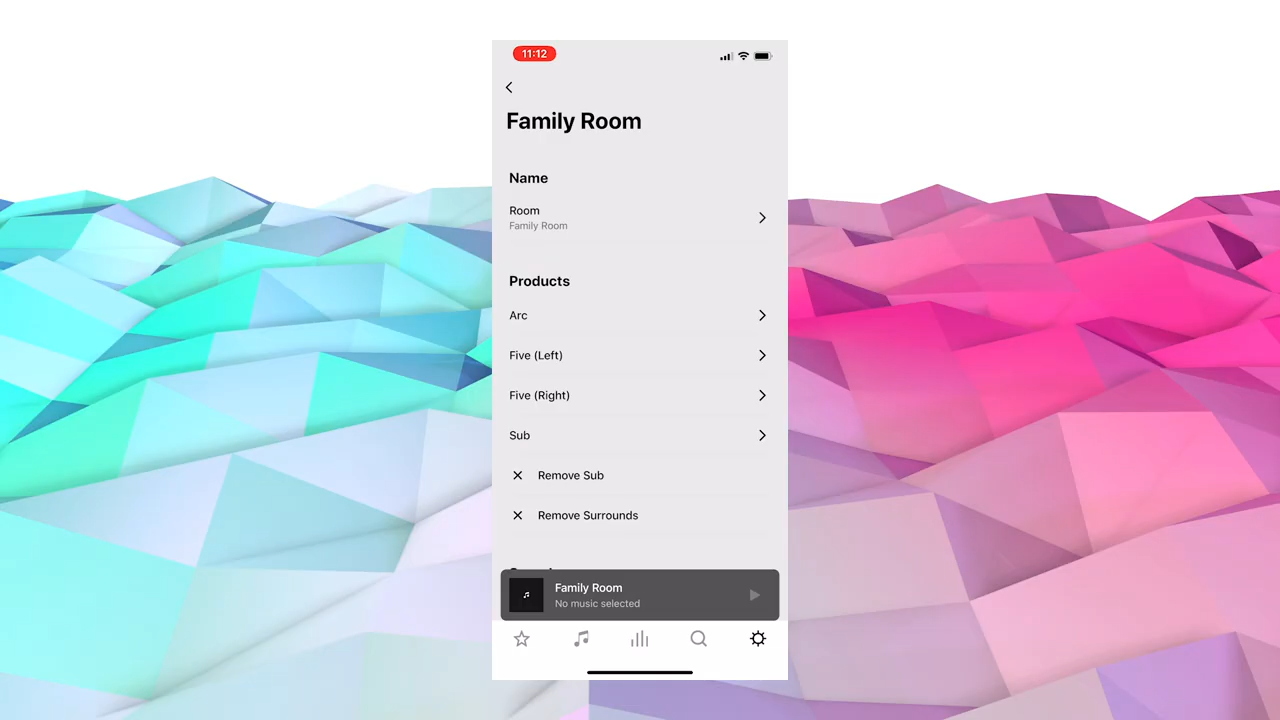 11:12
Family Room
Name
Room
Family Room
Products
Arc
Five (Left)
Five (Right)
Sub
Remove Sub
Remove Surrounds
Family Room
No music selected